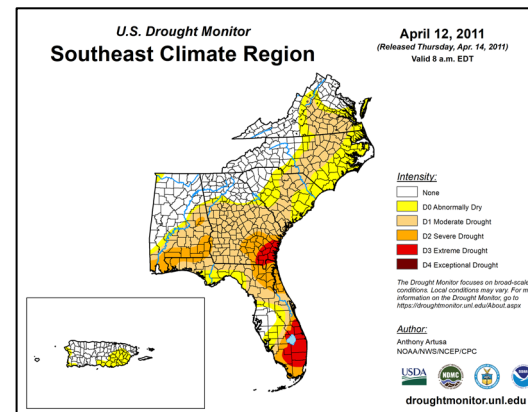 U.S. Drought Monitor
Southeast Climate Region
April 12, 2011
(Released Thursday, Apr. 14, 2011)
Valid 8 a.m. EDT
Intensity:
None
D0 Abnormally Dry
D1 Moderate Drought
D2 Severe Drought
D3 Extreme Drought
D4 Exceptional Drought
The Drought Monitor focuses on broad-scale
conditions. Local conditions may vary. For m
information on the Drought Monitor, go to
https://droughtmonitor.unl.edu/About.aspx
Author:
Anthony Artusa
NOAA/NWS/NCEP/CPC
USDA
NDMC
droughtmonitor.unl.edu